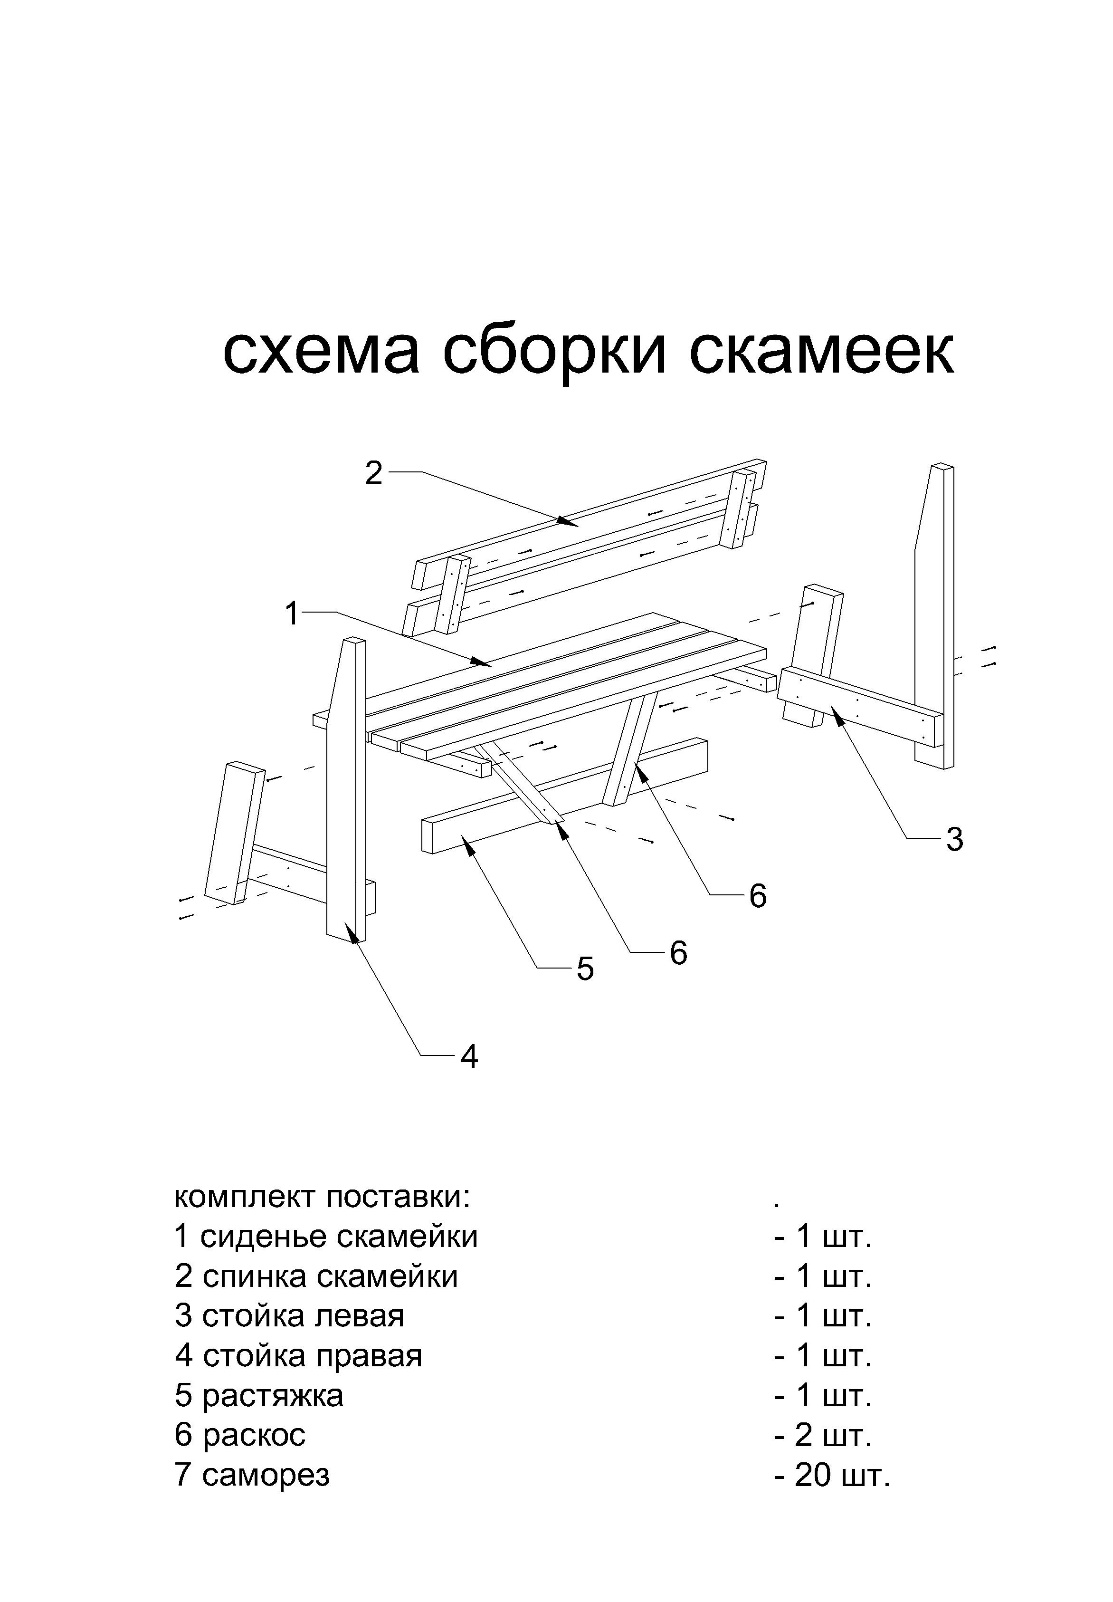 схема сборки скамеек
2
1
3
6
6
5
4
комплект поставки: .
1 сиденье скамейки - 1 шт.
2 спинка скамейки - 1 шт.
3 стойка левая - 1 шт.
4 стойка правая - 1 шт.
5 растяжка - 1 шт.
6 раскос - 2 шт.
7 саморез - 20 шт.